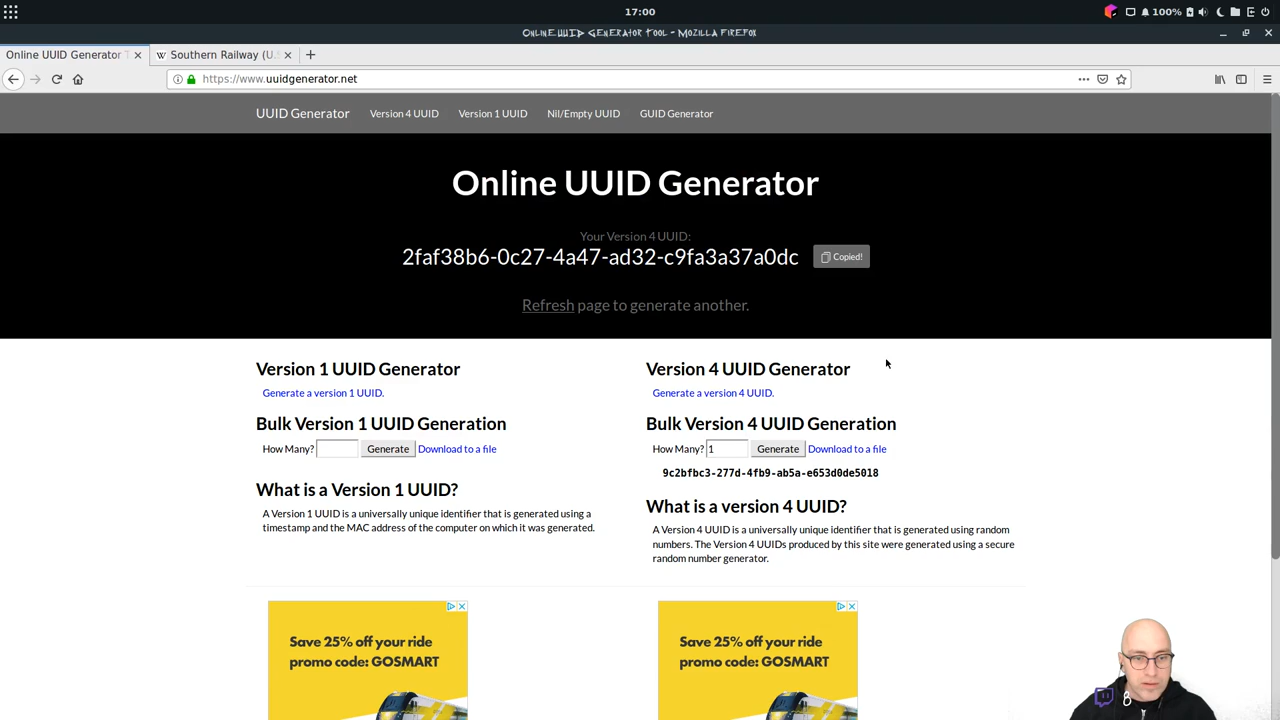 17:00
100%
Online UUID Generator Tool - Mozilla Firefox
Online UUID Generator T
Southern Railway (U.S
https://www.uuidgenerator.net
UUID Generator
Version 4 UUID
Version 1 UUID
Nil/Empty UUID
GUID Generator
Online UUID Generator
Your Version 4 UUID:
2faf38b6-0c27-4a47-ad32-c9fa3a37a0dc
Copied!
Refresh page to generate another.
Version 1 UUID Generator
Generate a version 1 UUID.
Bulk Version 1 UUID Generation
How Many? Generate Download to a file
What is a Version 1 UUID?
A Version 1 UUID is a universally unique identifier that is generated using a
timestamp and the MAC address of the computer on which it was generated.
Version 4 UUID Generator
Generate a version 4 UUID.
Bulk Version 4 UUID Generation
How Many? 1 Generate Download to a file
9c2bfbc3-277d-4fb9-ab5a-e653d0de5018
What is a version 4 UUID?
A Version 4 UUID is a universally unique identifier that is generated using random
numbers. The Version 4 UUIDs produced by this site were generated using a secure
random number generator.
Save 25% off your ride
promo code: GOSMART
Save 25% off your ride
promo code: GOSMART
8